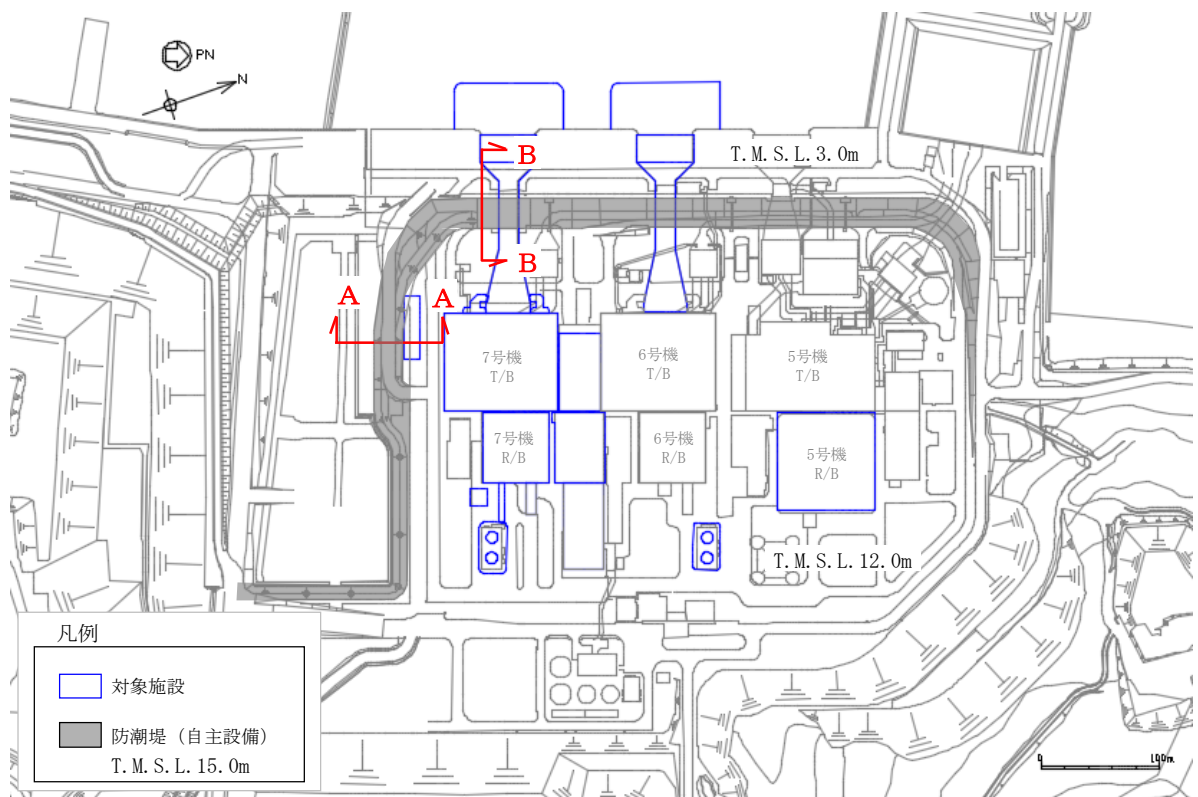 PN
N
T.M.S.L.3.0m
B
B
A
A
7号機
T/B
6号機
T/B
5号機
T/B
7号機
R/B
6号機
R/B
5号機
R/B
T.M.S.L.12.0m
凡例
対象施設
防潮堤（自主設備）
T.M.S.L.15.0m
0
100m